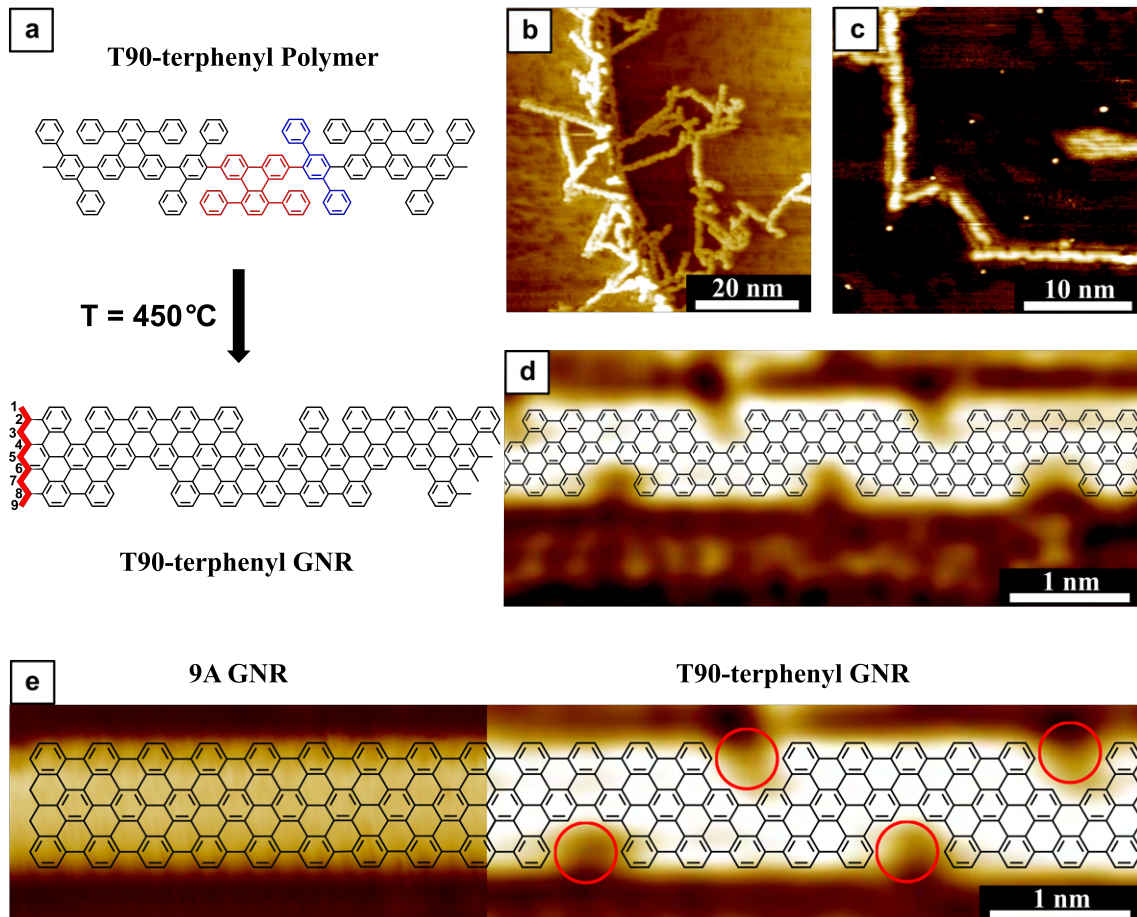 a
T90-terphenyl Polymer
T = 450°C
1
2
3
4
5
6
7
8
9
T90-terphenyl GNR
b
20 nm
c
10 nm
d
1 nm
e
9A GNR
T90-terphenyl GNR
1 nm